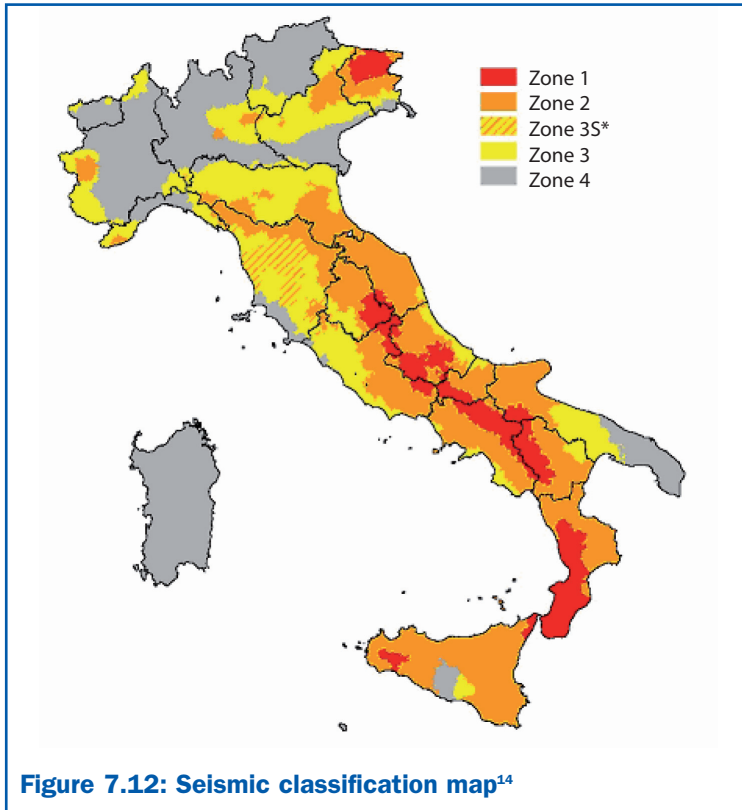 Zone 1
Zone 2
Zone 3S*
Zone 3
Zone 4
Figure 7.12: Seismic classification map¹⁴